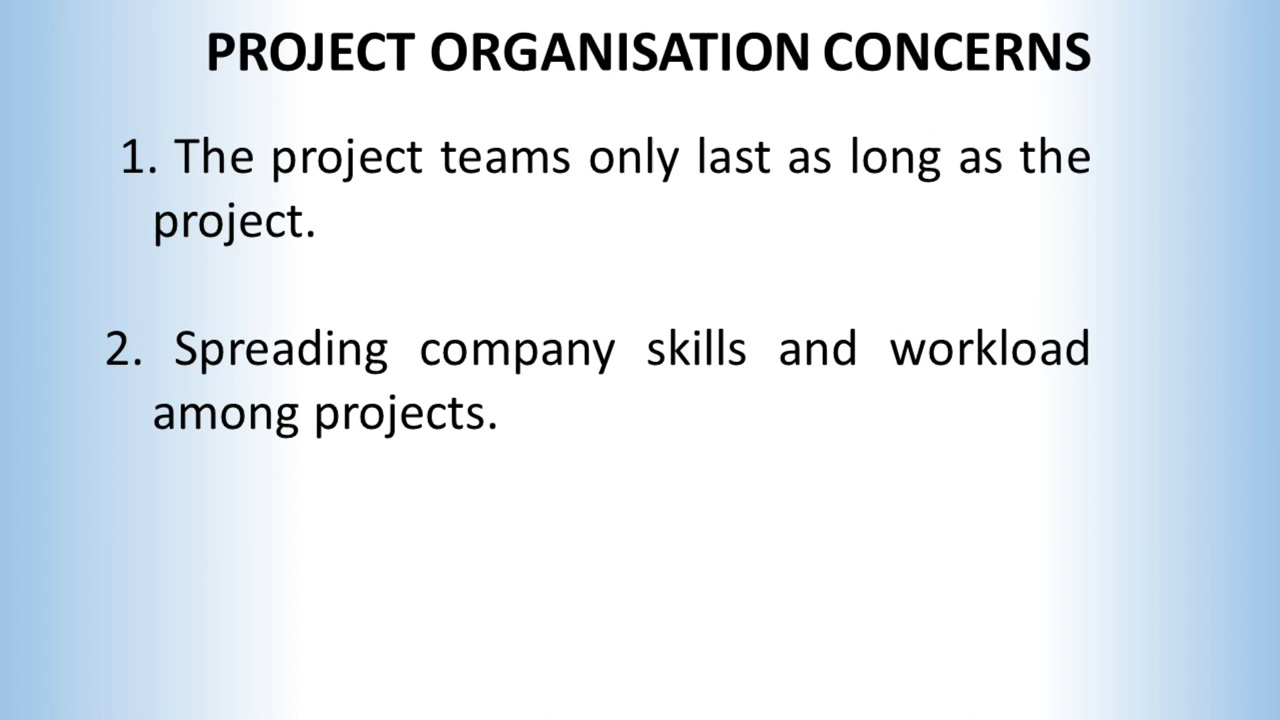 PROJECT ORGANISATION CONCERNS
1. The project teams only last as long as the
project.
2. Spreading company skills and workload
among projects.